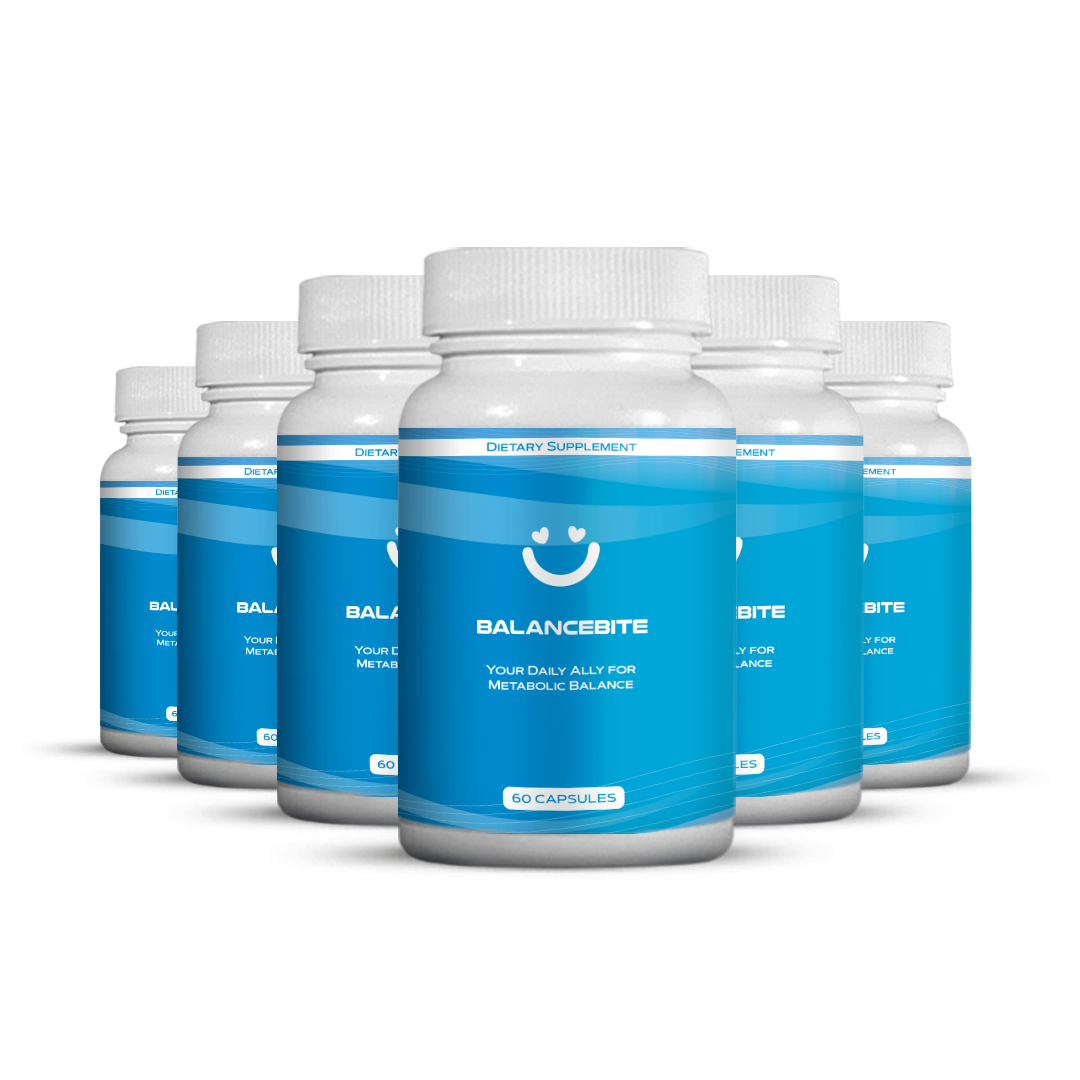 DIETARY SUPPLEMENT
BALANCEBITE
YOUR DAILY ALLY FOR
METABOLIC BALANCE
60 CAPSULES